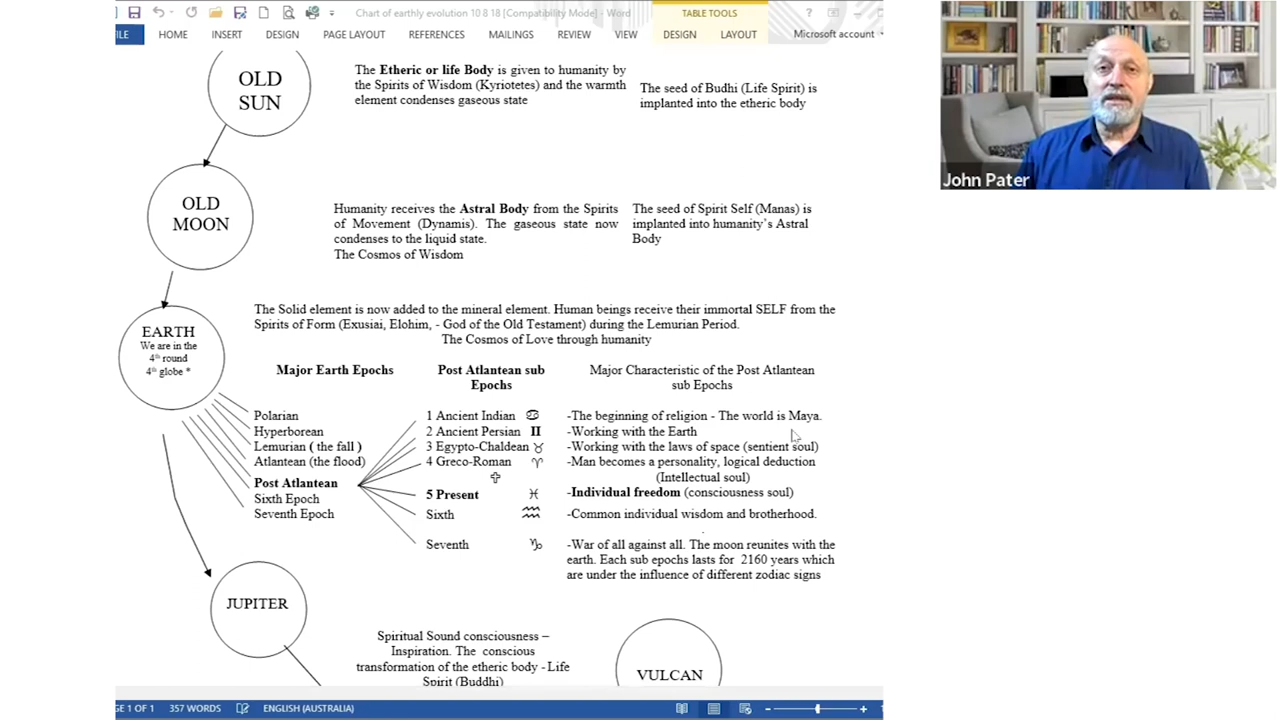 Chart of earthly evolution 10 8 18 [Compatibility Mode] - Word
TABLE TOOLS
?
FILE HOME INSERT DESIGN PAGE LAYOUT REFERENCES MAILINGS REVIEW VIEW DESIGN LAYOUT Microsoft account
OLD
SUN
The Etheric or life Body is given to humanity by
the Spirits of Wisdom (Kyriotetes) and the warmth
element condenses gaseous state
The seed of Budhi (Life Spirit) is
implanted into the etheric body
OLD
MOON
Humanity receives the Astral Body from the Spirits
of Movement (Dynamis). The gaseous state now
condenses to the liquid state.
The Cosmos of Wisdom
The seed of Spirit Self (Manas) is
implanted into humanity's Astral
Body
EARTH
We are in the
4th round
4th globe *
The Solid element is now added to the mineral element. Human beings receive their immortal SELF from the
Spirits of Form (Exusiai, Elohim, - God of the Old Testament) during the Lemurian Period.
The Cosmos of Love through humanity
Major Earth Epochs
Polarian
Hyperborean
Lemurian ( the fall )
Atlantean (the flood)
Post Atlantean
Sixth Epoch
Seventh Epoch
Post Atlantean sub
Epochs
1 Ancient Indian ♋
2 Ancient Persian ♊
3 Egypto-Chaldean ♉
4 Greco-Roman ♈
5 Present ♓
Sixth ♒
Seventh ♑
Major Characteristic of the Post Atlantean
sub Epochs
-The beginning of religion - The world is Maya.
-Working with the Earth
-Working with the laws of space (sentient soul)
-Man becomes a personality, logical deduction
(Intellectual soul)
-Individual freedom (consciousness soul)
-Common individual wisdom and brotherhood.
-War of all against all. The moon reunites with the
earth. Each sub epochs lasts for 2160 years which
are under the influence of different zodiac signs
JUPITER
Spiritual Sound consciousness –
Inspiration. The conscious
transformation of the etheric body - Life
Spirit (Buddhi)
VULCAN
GE 1 OF 1 357 WORDS ENGLISH (AUSTRALIA)
John Pater